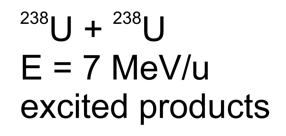 ²³⁸U + ²³⁸U
E = 7 MeV/u
excited products